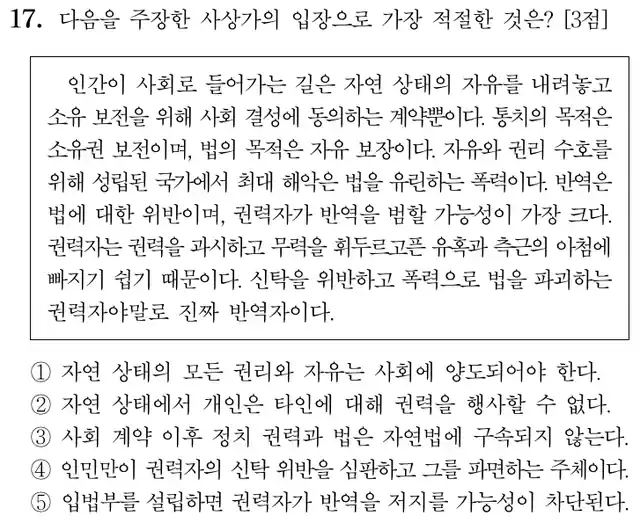 17. 다음을 주장한 사상가의 입장으로 가장 적절한 것은? [3점]
인간이 사회로 들어가는 길은 자연 상태의 자유를 내려놓고
소유 보전을 위해 사회 결성에 동의하는 계약뿐이다. 통치의 목적은
소유권 보전이며, 법의 목적은 자유 보장이다. 자유와 권리 수호를
위해 성립된 국가에서 최대 해악은 법을 유린하는 폭력이다. 반역은
법에 대한 위반이며, 권력자가 반역을 범할 가능성이 가장 크다.
권력자는 권력을 과시하고 무력을 휘두르고픈 유혹과 측근의 아첨에
빠지기 쉽기 때문이다. 신탁을 위반하고 폭력으로 법을 파괴하는
권력자야말로 진짜 반역자이다.
① 자연 상태의 모든 권리와 자유는 사회에 양도되어야 한다.
② 자연 상태에서 개인은 타인에 대해 권력을 행사할 수 없다.
③ 사회 계약 이후 정치 권력과 법은 자연법에 구속되지 않는다.
④ 인민만이 권력자의 신탁 위반을 심판하고 그를 파면하는 주체이다.
⑤ 입법부를 설립하면 권력자가 반역을 저지를 가능성이 차단된다.